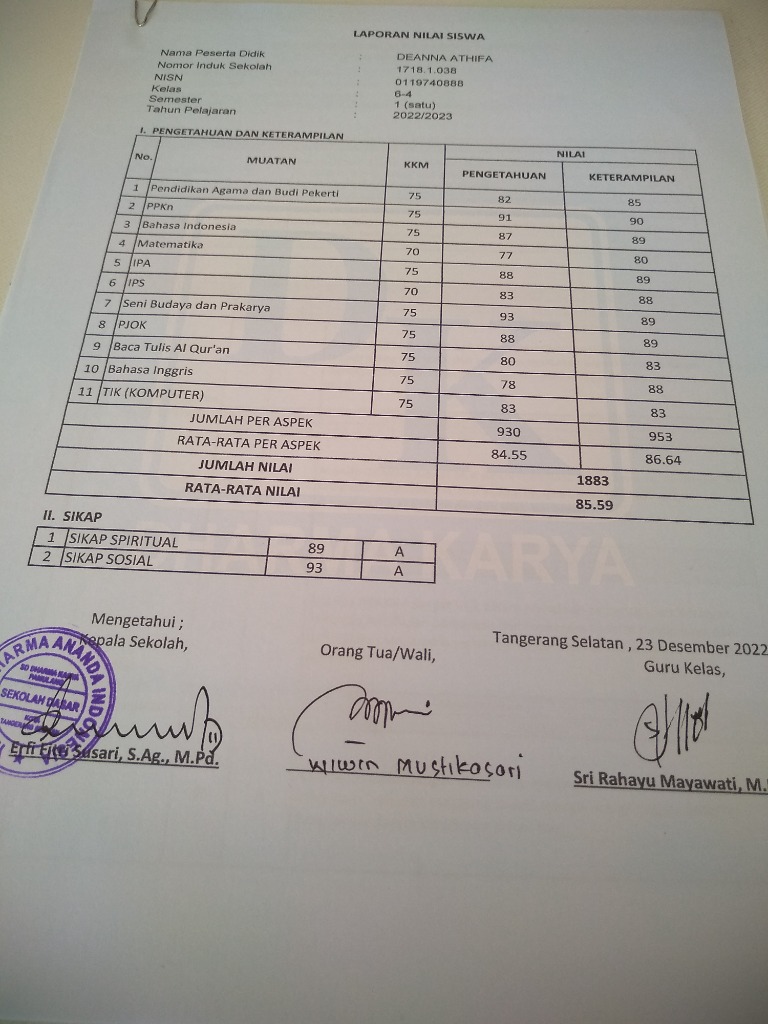 LAPORAN NILAI SISWA
Nama Peserta Didik : DEANNA ATHIFA
Nomor Induk Sekolah : 1718.1.038
NISN : 0119740888
Kelas : 6-4
Semester : 1 (satu)
Tahun Pelajaran : 2022/2023
I. PENGETAHUAN DAN KETERAMPILAN
No. MUATAN KKM NILAI
PENGETAHUAN KETERAMPILAN
1 Pendidikan Agama dan Budi Pekerti 75 82 85
2 PPKn 75 91 90
3 Bahasa Indonesia 75 87 89
4 Matematika 70 77 80
5 IPA 75 88 89
6 IPS 70 83 88
7 Seni Budaya dan Prakarya 75 93 89
8 PJOK 75 88 89
9 Baca Tulis Al Qur'an 75 80 83
10 Bahasa Inggris 75 78 88
11 TIK (KOMPUTER) 75 83 83
JUMLAH PER ASPEK 930 953
RATA-RATA PER ASPEK 84.55 86.64
JUMLAH NILAI 1883
RATA-RATA NILAI 85.59
II. SIKAP
1 SIKAP SPIRITUAL 89 A
2 SIKAP SOSIAL 93 A
KARYA
Mengetahui ;
Kepala Sekolah,
Orang Tua/Wali,
Tangerang Selatan , 23 Desember 2022
Guru Kelas,
ARMA ANANDA INDONESIA
SD DHARMA KARYA
PAMULANG
SEKOLAH DASAR
Erfi Fitri Susari, S.Ag., M.Pd.
Wiwin Mustikasari
Sri Rahayu Mayawati, M.